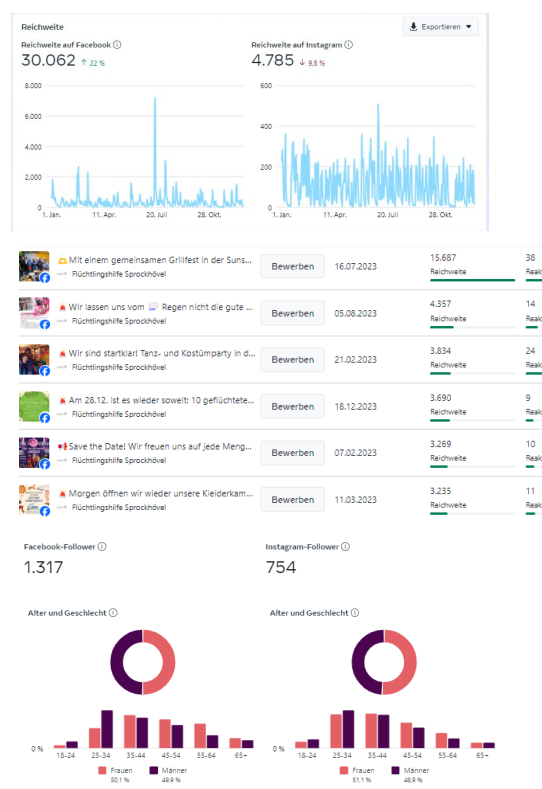 Reichweite
Exportieren
Reichweite auf Facebook
Reichweite auf Instagram
30.062 ↑ 22 %
4.785 ↓ 9,8 %
8.000
6.000
4.000
2.000
0
1. Jan. 11. Apr. 20. Juli 28. Okt.
600
400
200
0
1. Jan. 11. Apr. 20. Juli 28. Okt.
Mit einem gemeinsamen Grillfest in der Suns...
Flüchtlingshilfe Sprockhövel
Bewerben
16.07.2023
15.687
Reichweite
38
Reak
Wir lassen uns vom 🌧 Regen nicht die gute ...
Flüchtlingshilfe Sprockhövel
Bewerben
05.08.2023
4.357
Reichweite
14
Reak
Wir sind startklar! Tanz- und Kostümparty in d...
Flüchtlingshilfe Sprockhövel
Bewerben
21.02.2023
3.834
Reichweite
24
Reak
Am 28.12. ist es wieder soweit: 10 geflüchtete...
Flüchtlingshilfe Sprockhövel
Bewerben
18.12.2023
3.690
Reichweite
9
Reak
Save the Date! Wir freuen uns auf jede Meng...
Flüchtlingshilfe Sprockhövel
Bewerben
07.02.2023
3.269
Reichweite
10
Reak
Morgen öffnen wir wieder unsere Kleiderkam...
Flüchtlingshilfe Sprockhövel
Bewerben
11.03.2023
3.235
Reichweite
11
Reak
Facebook-Follower
1.317
Instagram-Follower
754
Alter und Geschlecht
Alter und Geschlecht
0 %
18-24 25-34 35-44 45-54 55-64 65+
Frauen
50,1 %
Männer
49,9 %
0 %
18-24 25-34 35-44 45-54 55-64 65+
Frauen
51,1 %
Männer
48,9 %